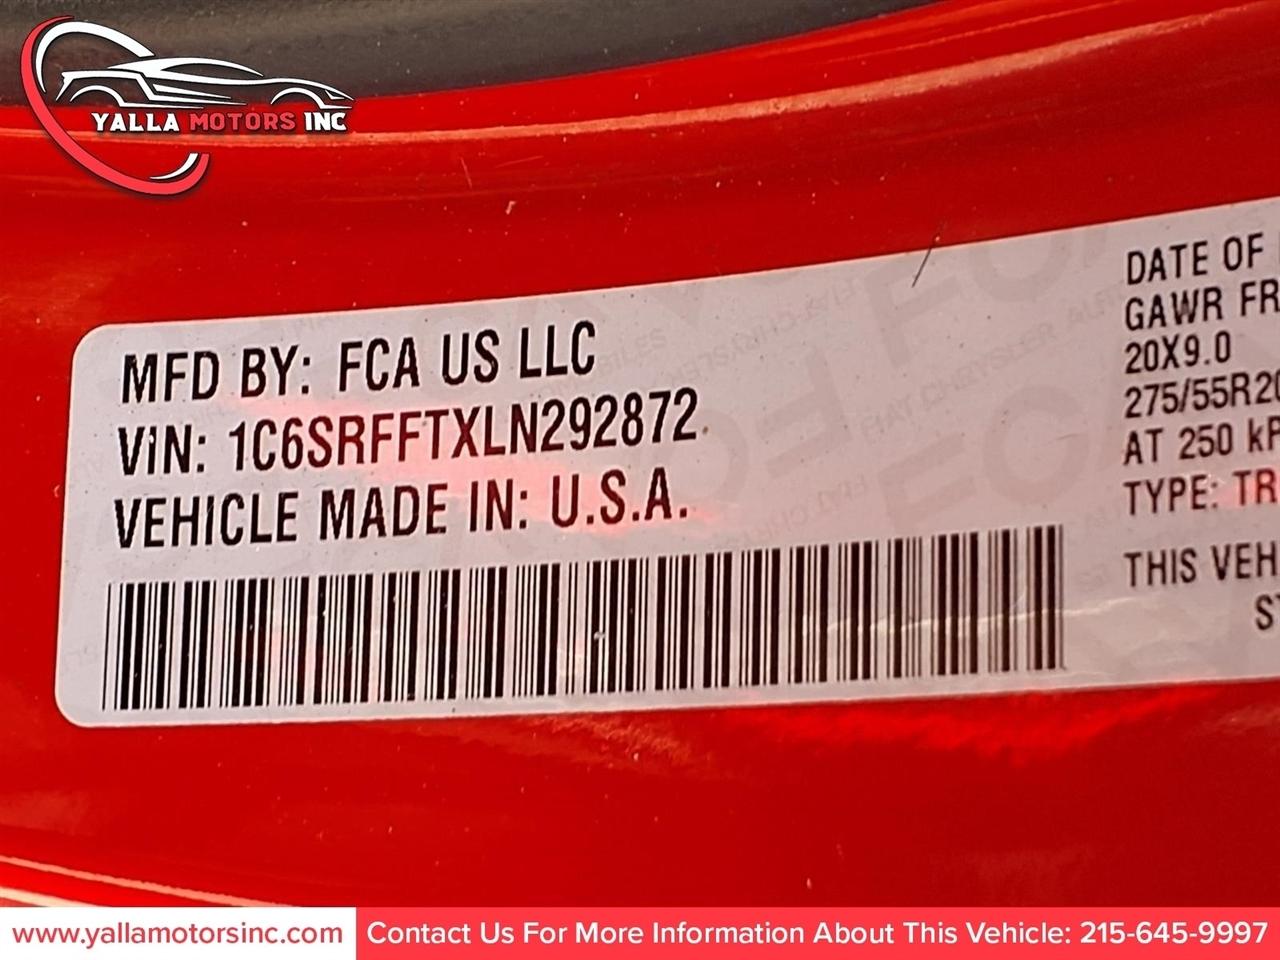 YALLA MOTORS INC
MFD BY: FCA US LLC
VIN: 1C6SRFFTXLN292872
VEHICLE MADE IN: U.S.A.
DATE OF
GAWR FR
20X9.0
275/55R20
AT 250 kP
TYPE: TR
THIS VEH
ST
www.yallamotorsinc.com
Contact Us For More Information About This Vehicle: 215-645-9997